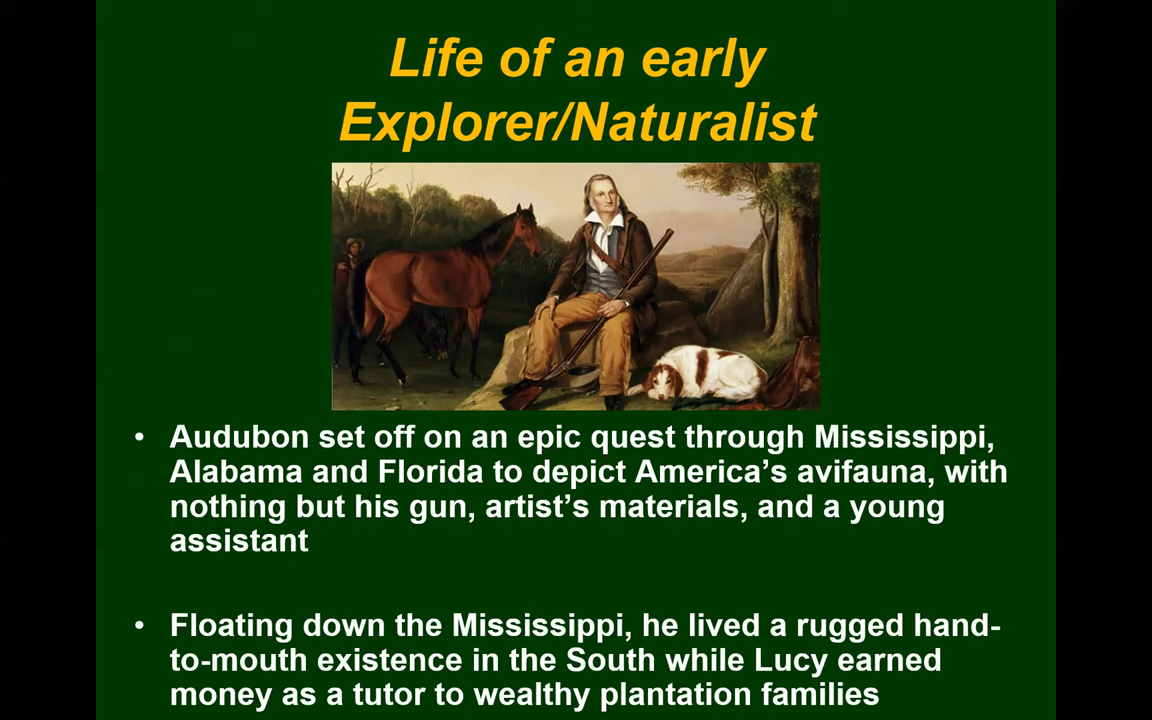 Life of an early
Explorer/Naturalist
• Audubon set off on an epic quest through Mississippi,
Alabama and Florida to depict America’s avifauna, with
nothing but his gun, artist’s materials, and a young
assistant
• Floating down the Mississippi, he lived a rugged hand-
to-mouth existence in the South while Lucy earned
money as a tutor to wealthy plantation families